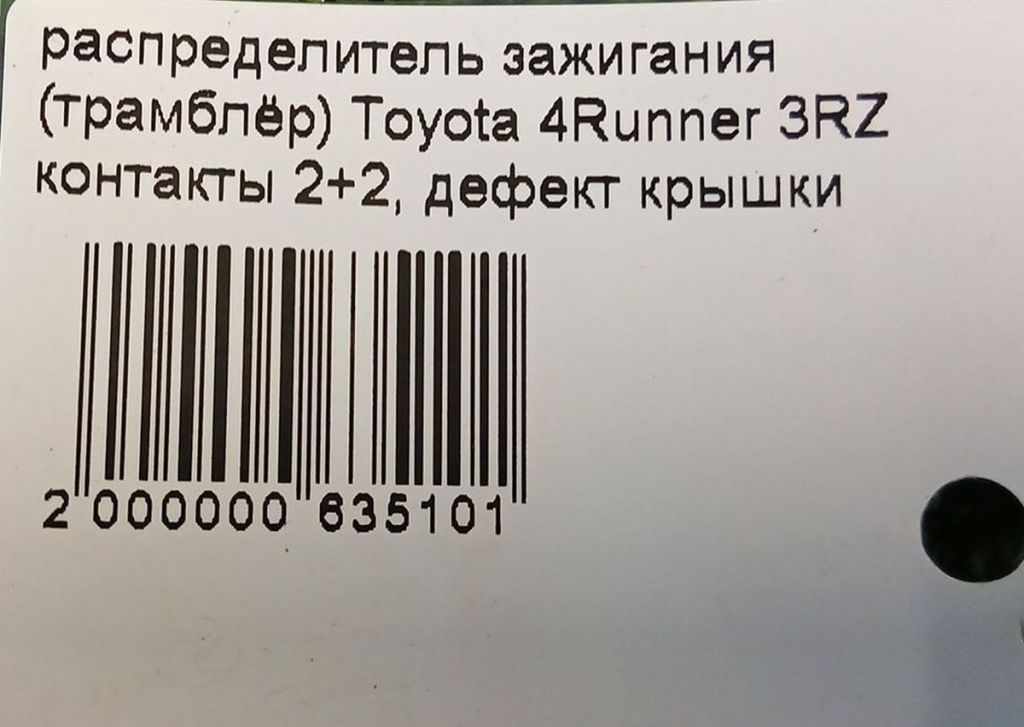 распределитель зажигания
(трамблёр) Toyota 4Runner 3RZ
контакты 2+2, дефект крышки
2 000000 635101